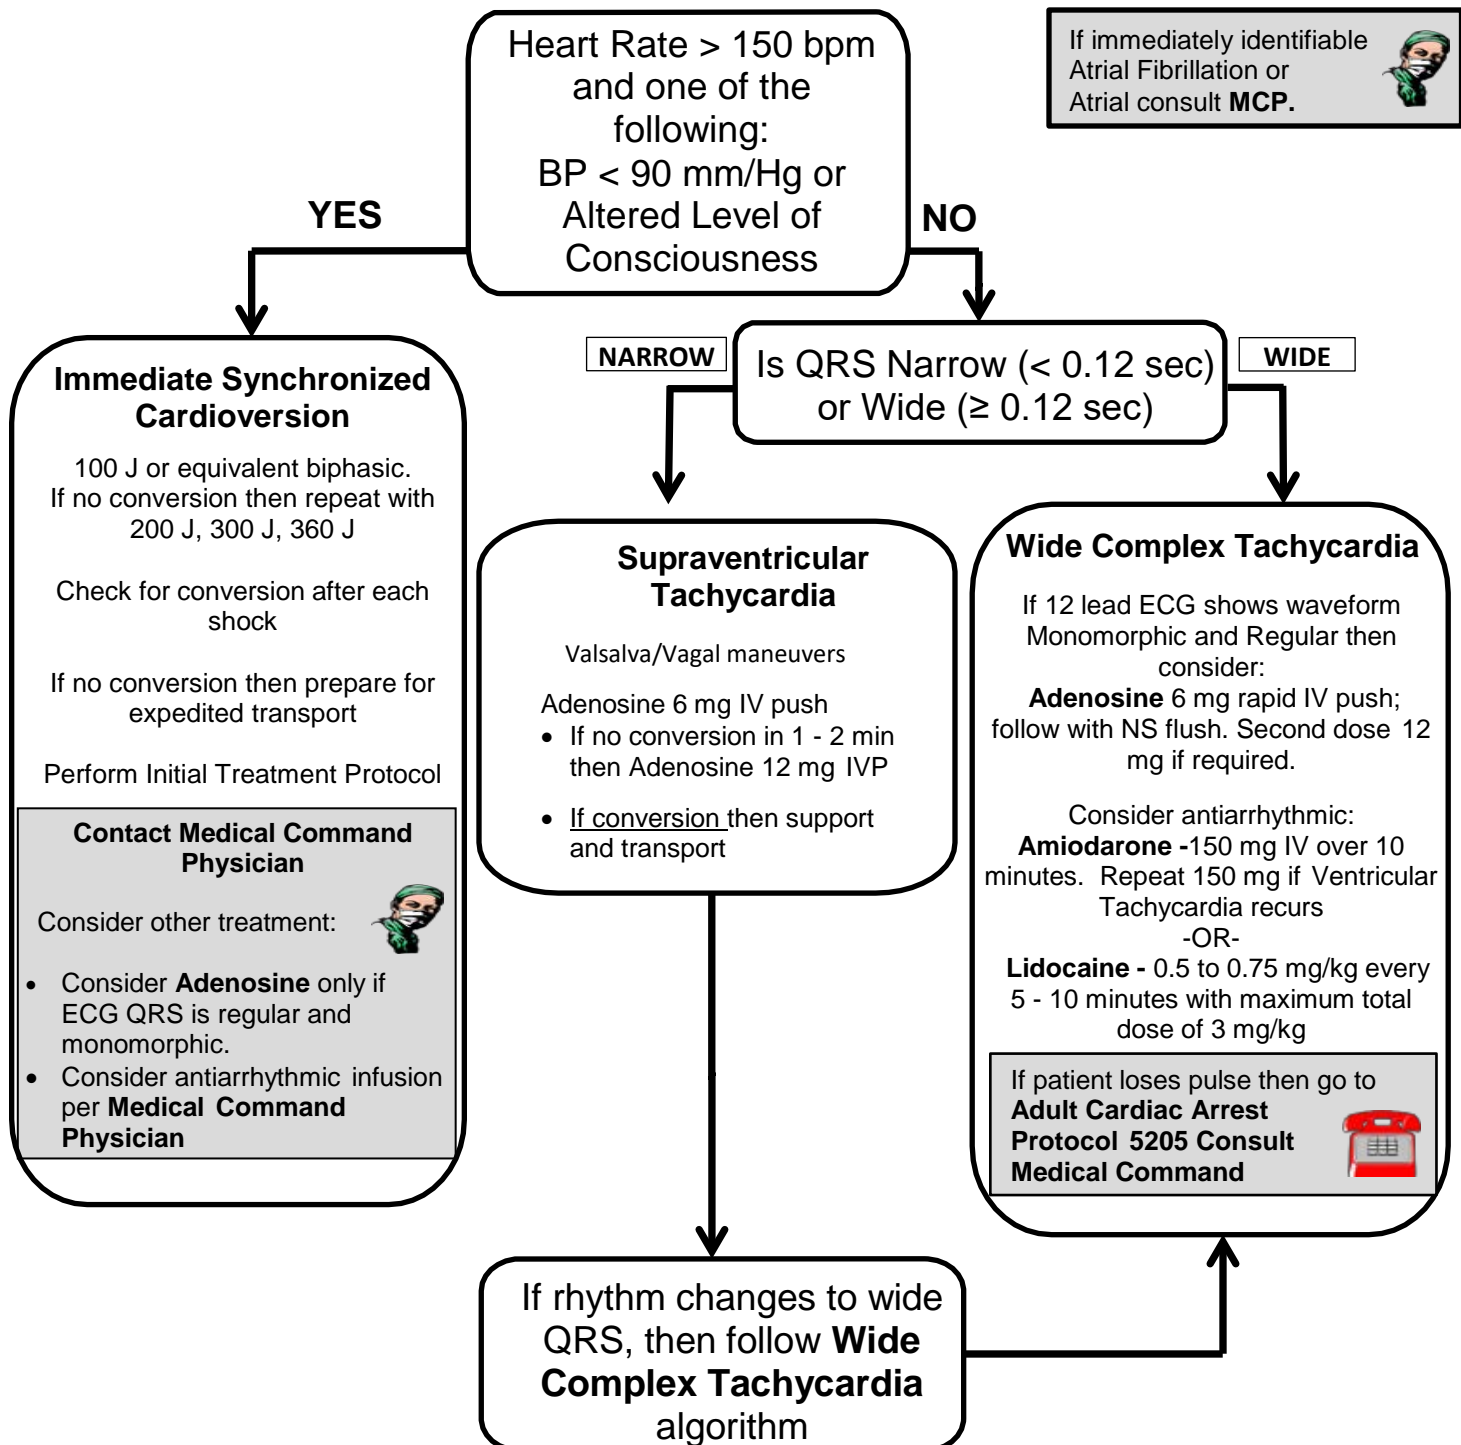 Heart Rate > 150 bpm
and one of the
following:
BP < 90 mm/Hg or
Altered Level of
Consciousness
If immediately identifiable
Atrial Fibrillation or
Atrial consult MCP.
YES
NO
Immediate Synchronized
Cardioversion
100 J or equivalent biphasic.
If no conversion then repeat with
200 J, 300 J, 360 J
Check for conversion after each
shock
If no conversion then prepare for
expedited transport
Perform Initial Treatment Protocol
Contact Medical Command
Physician
Consider other treatment:
• Consider Adenosine only if
ECG QRS is regular and
monomorphic.
• Consider antiarrhythmic infusion
per Medical Command
Physician
NARROW
Is QRS Narrow (< 0.12 sec)
or Wide (≥ 0.12 sec)
WIDE
Supraventricular
Tachycardia
Valsalva/Vagal maneuvers
Adenosine 6 mg IV push
• If no conversion in 1 - 2 min
then Adenosine 12 mg IVP
• If conversion then support
and transport
Wide Complex Tachycardia
If 12 lead ECG shows waveform
Monomorphic and Regular then
consider:
Adenosine 6 mg rapid IV push;
follow with NS flush. Second dose 12
mg if required.
Consider antiarrhythmic:
Amiodarone -150 mg IV over 10
minutes. Repeat 150 mg if Ventricular
Tachycardia recurs
-OR-
Lidocaine - 0.5 to 0.75 mg/kg every
5 - 10 minutes with maximum total
dose of 3 mg/kg
If patient loses pulse then go to
Adult Cardiac Arrest
Protocol 5205 Consult
Medical Command
If rhythm changes to wide
QRS, then follow Wide
Complex Tachycardia
algorithm